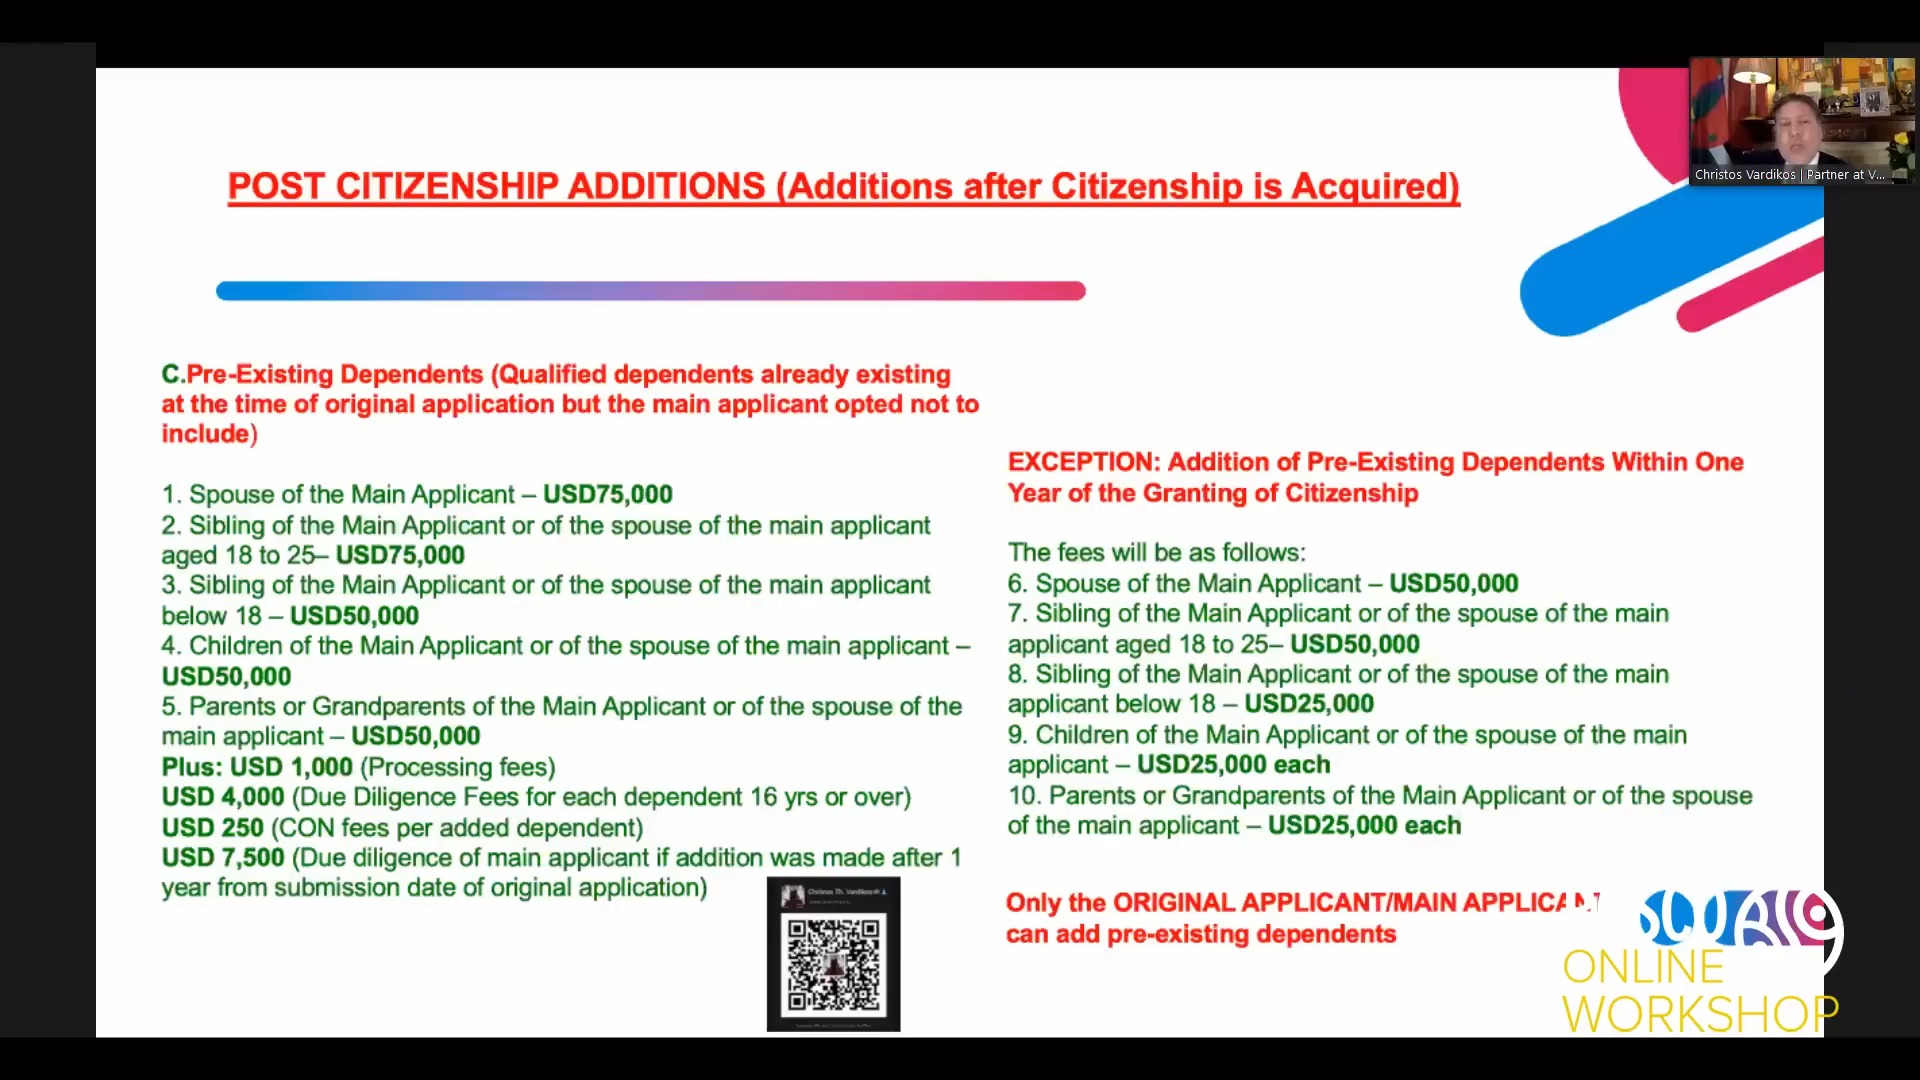 Christos Vardikos | Partner at V...
POST CITIZENSHIP ADDITIONS (Additions after Citizenship is Acquired)
C.Pre-Existing Dependents (Qualified dependents already existing
at the time of original application but the main applicant opted not to
include)
1. Spouse of the Main Applicant – USD75,000
2. Sibling of the Main Applicant or of the spouse of the main applicant
aged 18 to 25– USD75,000
3. Sibling of the Main Applicant or of the spouse of the main applicant
below 18 – USD50,000
4. Children of the Main Applicant or of the spouse of the main applicant –
USD50,000
5. Parents or Grandparents of the Main Applicant or of the spouse of the
main applicant – USD50,000
Plus: USD 1,000 (Processing fees)
USD 4,000 (Due Diligence Fees for each dependent 16 yrs or over)
USD 250 (CON fees per added dependent)
USD 7,500 (Due diligence of main applicant if addition was made after 1
year from submission date of original application)
Christos Th. Vardikos
EXCEPTION: Addition of Pre-Existing Dependents Within One
Year of the Granting of Citizenship
The fees will be as follows:
6. Spouse of the Main Applicant – USD50,000
7. Sibling of the Main Applicant or of the spouse of the main
applicant aged 18 to 25– USD50,000
8. Sibling of the Main Applicant or of the spouse of the main
applicant below 18 – USD25,000
9. Children of the Main Applicant or of the spouse of the main
applicant – USD25,000 each
10. Parents or Grandparents of the Main Applicant or of the spouse
of the main applicant – USD25,000 each
Only the ORIGINAL APPLICANT/MAIN APPLICANT
can add pre-existing dependents
ONLINE
WORKSHOP